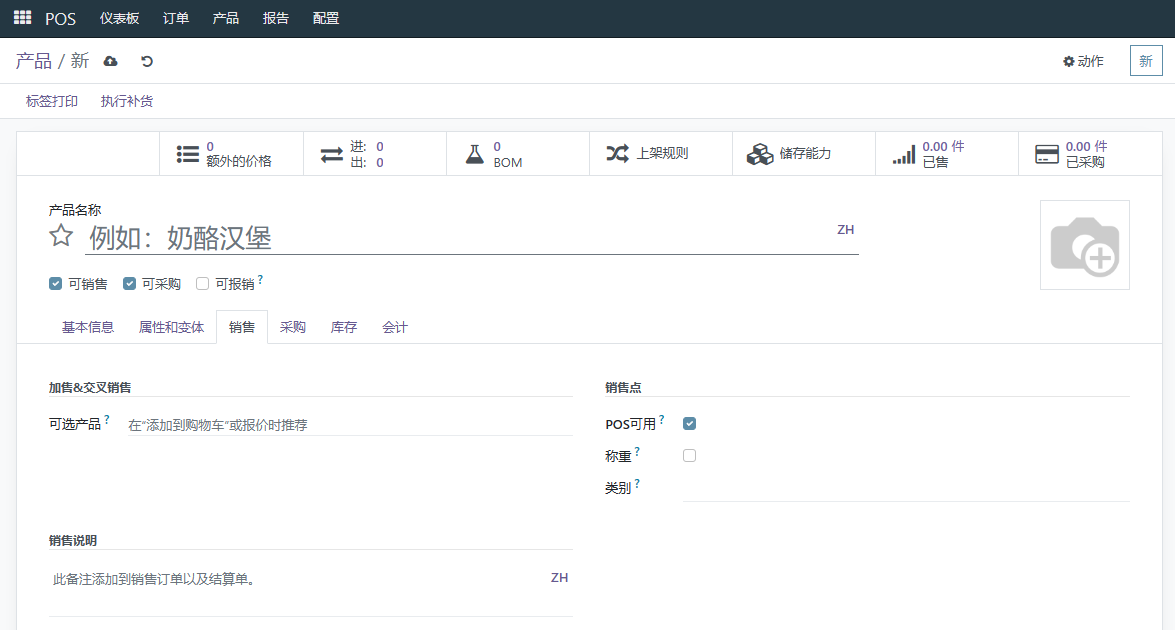 POS 仪表板 订单 产品 报告 配置
产品 / 新 动作 新
标签打印 执行补货
0 额外的价格
进: 0
出: 0
0 BOM
上架规则
储存能力
0.00 件 已售
0.00 件 已采购
产品名称
例如：奶酪汉堡 ZH
可销售 可采购 可报销 ?
基本信息 属性和变体 销售 采购 库存 会计
加售&交叉销售
可选产品 ? 在"添加到购物车"或报价时推荐
销售点
POS可用 ?
称重 ?
类别 ?
销售说明
此备注添加到销售订单以及结算单。 ZH